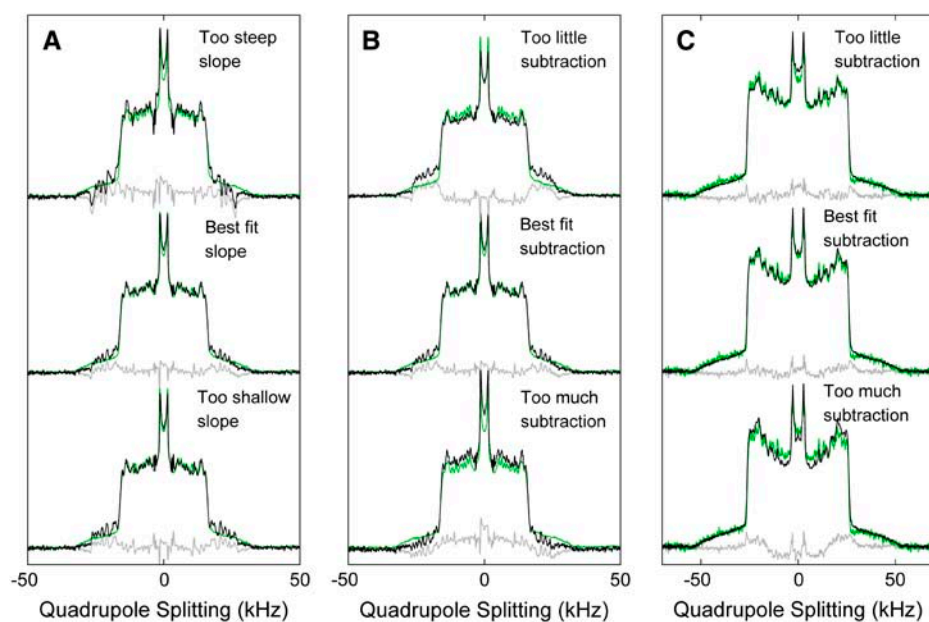 A
Too steep
slope
Best fit
slope
Too shallow
slope
-50 0 50
Quadrupole Splitting (kHz)
B
Too little
subtraction
Best fit
subtraction
Too much
subtraction
-50 0 50
Quadrupole Splitting (kHz)
C
Too little
subtraction
Best fit
subtraction
Too much
subtraction
-50 0 50
Quadrupole Splitting (kHz)